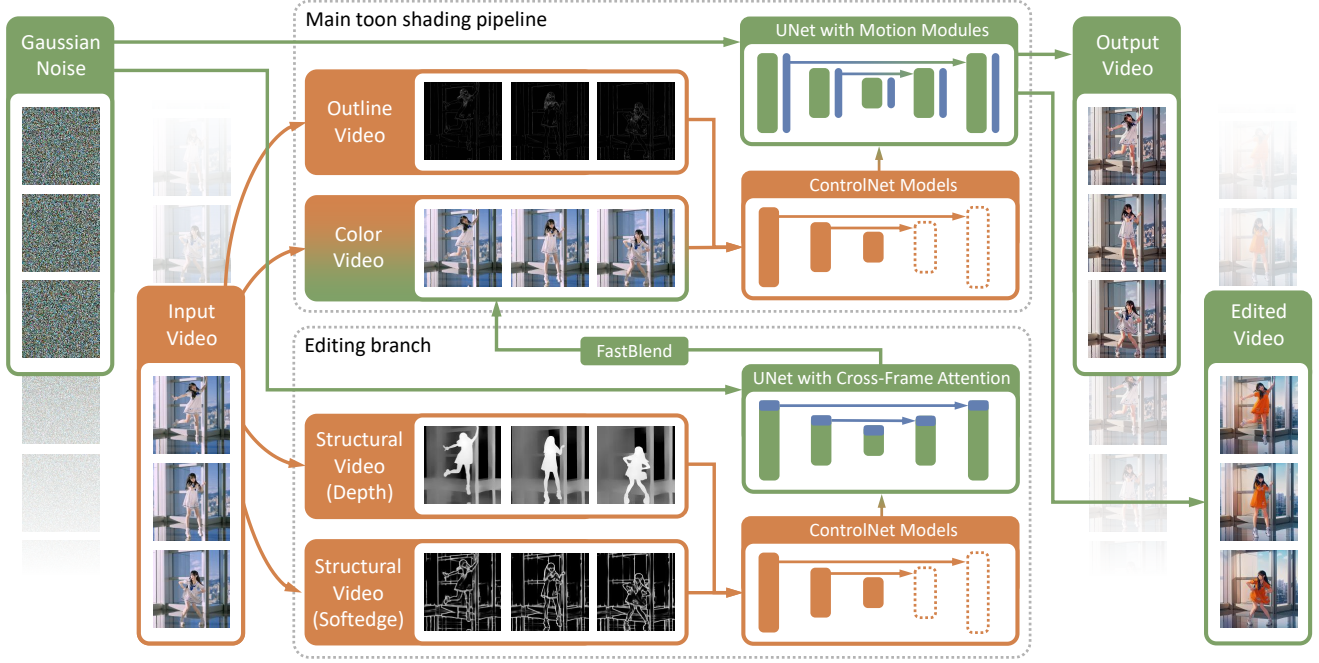 Gaussian
Noise
Input
Video
Main toon shading pipeline
Outline
Video
Color
Video
UNet with Motion Modules
ControlNet Models
Editing branch
FastBlend
Structural
Video
(Depth)
Structural
Video
(Softedge)
UNet with Cross-Frame Attention
ControlNet Models
Output
Video
Edited
Video